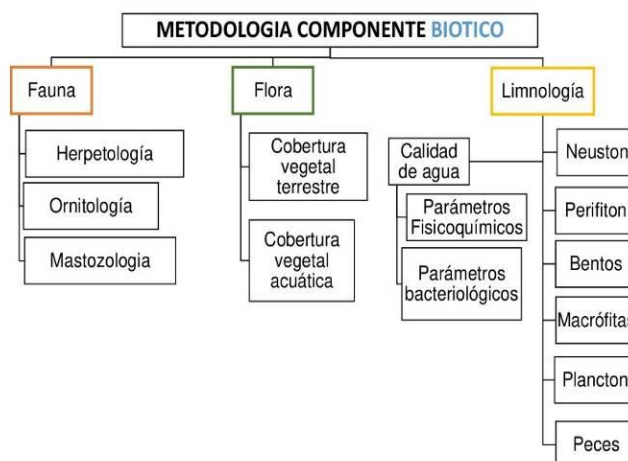 METODOLOGIA COMPONENTE BIOTICO
Fauna
Herpetología
Ornitología
Mastozologia
Flora
Cobertura
vegetal
terrestre
Cobertura
vegetal
acuática
Limnología
Calidad
de agua
Parámetros
Fisicoquímicos
Parámetros
bacteriológicos
Neuston
Perifiton
Bentos
Macrófitas
Plancton
Peces